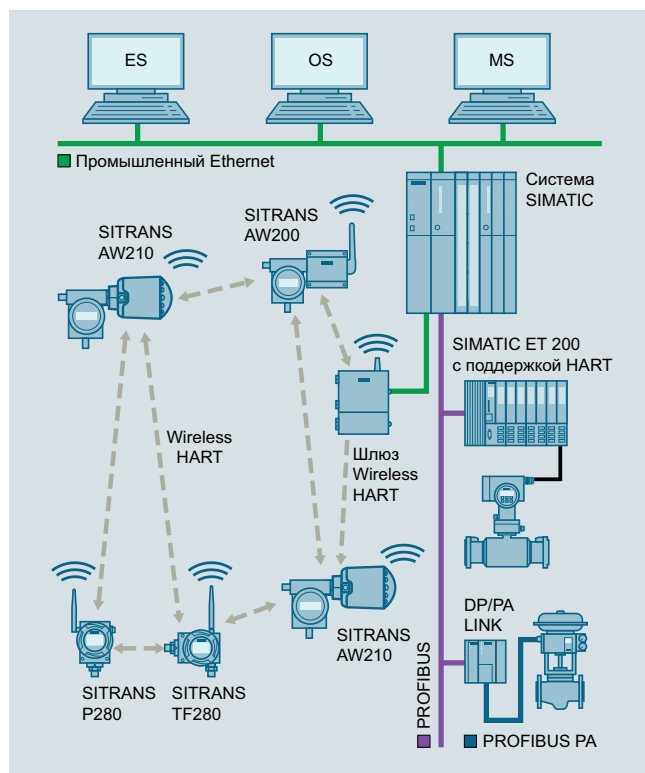 ES
OS
MS
Промышленный Ethernet
Система
SIMATIC
SITRANS
AW210
SITRANS
AW200
SIMATIC ET 200
с поддержкой HART
Wireless
HART
Шлюз
Wireless
HART
SITRANS
AW210
DP/PA
LINK
SITRANS
P280
SITRANS
TF280
PROFIBUS
PROFIBUS PA